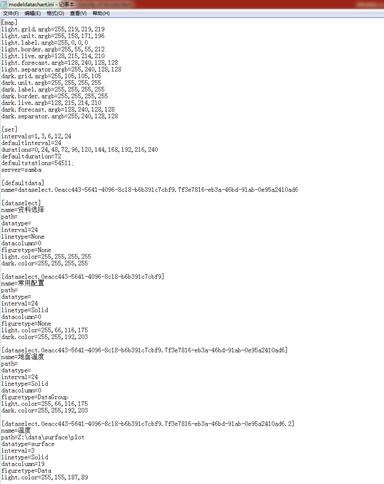 modeldatachart.ini - 记事本
文件(F) 编辑(E) 格式(O) 查看(V) 帮助(H)
[map]
light.grid.argb=255,219,219,219
light.unit.argb=255,158,171,196
light.label.argb=255,0,0,0
light.border.argb=255,55,55,212
light.live.argb=128,215,214,210
light.forecast.argb=128,240,128,128
light.separator.argb=255,240,128,128
dark.grid.argb=255,105,105,105
dark.unit.argb=255,255,255,255
dark.label.argb=255,255,255,255
dark.border.argb=255,255,255,255
dark.live.argb=128,215,214,210
dark.forecast.argb=128,240,128,128
dark.separator.argb=255,240,128,128
[set]
intervals=1,3,6,12,24
defaultinterval=24
durations=0,24,48,72,96,120,144,168,192,216,240
defaultduration=72
defaultstations=54511;
server=samba
[defaultdata]
name=dataselect.0eacc443-5641-4096-8c18-b6b391c7cbf9.7f3e7816-eb3a-46bd-91ab-0e95a2410ad6
[dataselect]
name=资料选择
path=
datatype=
interval=24
linetype=None
datacolumn=0
figuretype=None
light.color=255,255,255,255
dark.color=255,255,255,255
[dataselect.0eacc443-5641-4096-8c18-b6b391c7cbf9]
name=常用配置
path=
datatype=
interval=24
linetype=Solid
datacolumn=0
figuretype=None
light.color=255,66,116,175
dark.color=255,255,192,203
[dataselect.0eacc443-5641-4096-8c18-b6b391c7cbf9.7f3e7816-eb3a-46bd-91ab-0e95a2410ad6]
name=地面温度
path=
datatype=
interval=24
linetype=Solid
datacolumn=0
figuretype=DataGroup
light.color=255,66,116,175
dark.color=255,255,192,203
[dataselect.0eacc443-5641-4096-8c18-b6b391c7cbf9.7f3e7816-eb3a-46bd-91ab-0e95a2410ad6.2]
name=温度
path=Z:\data\surface\plot
datatype=surface
interval=3
linetype=Solid
datacolumn=19
figuretype=Data
light.color=255,155,187,89